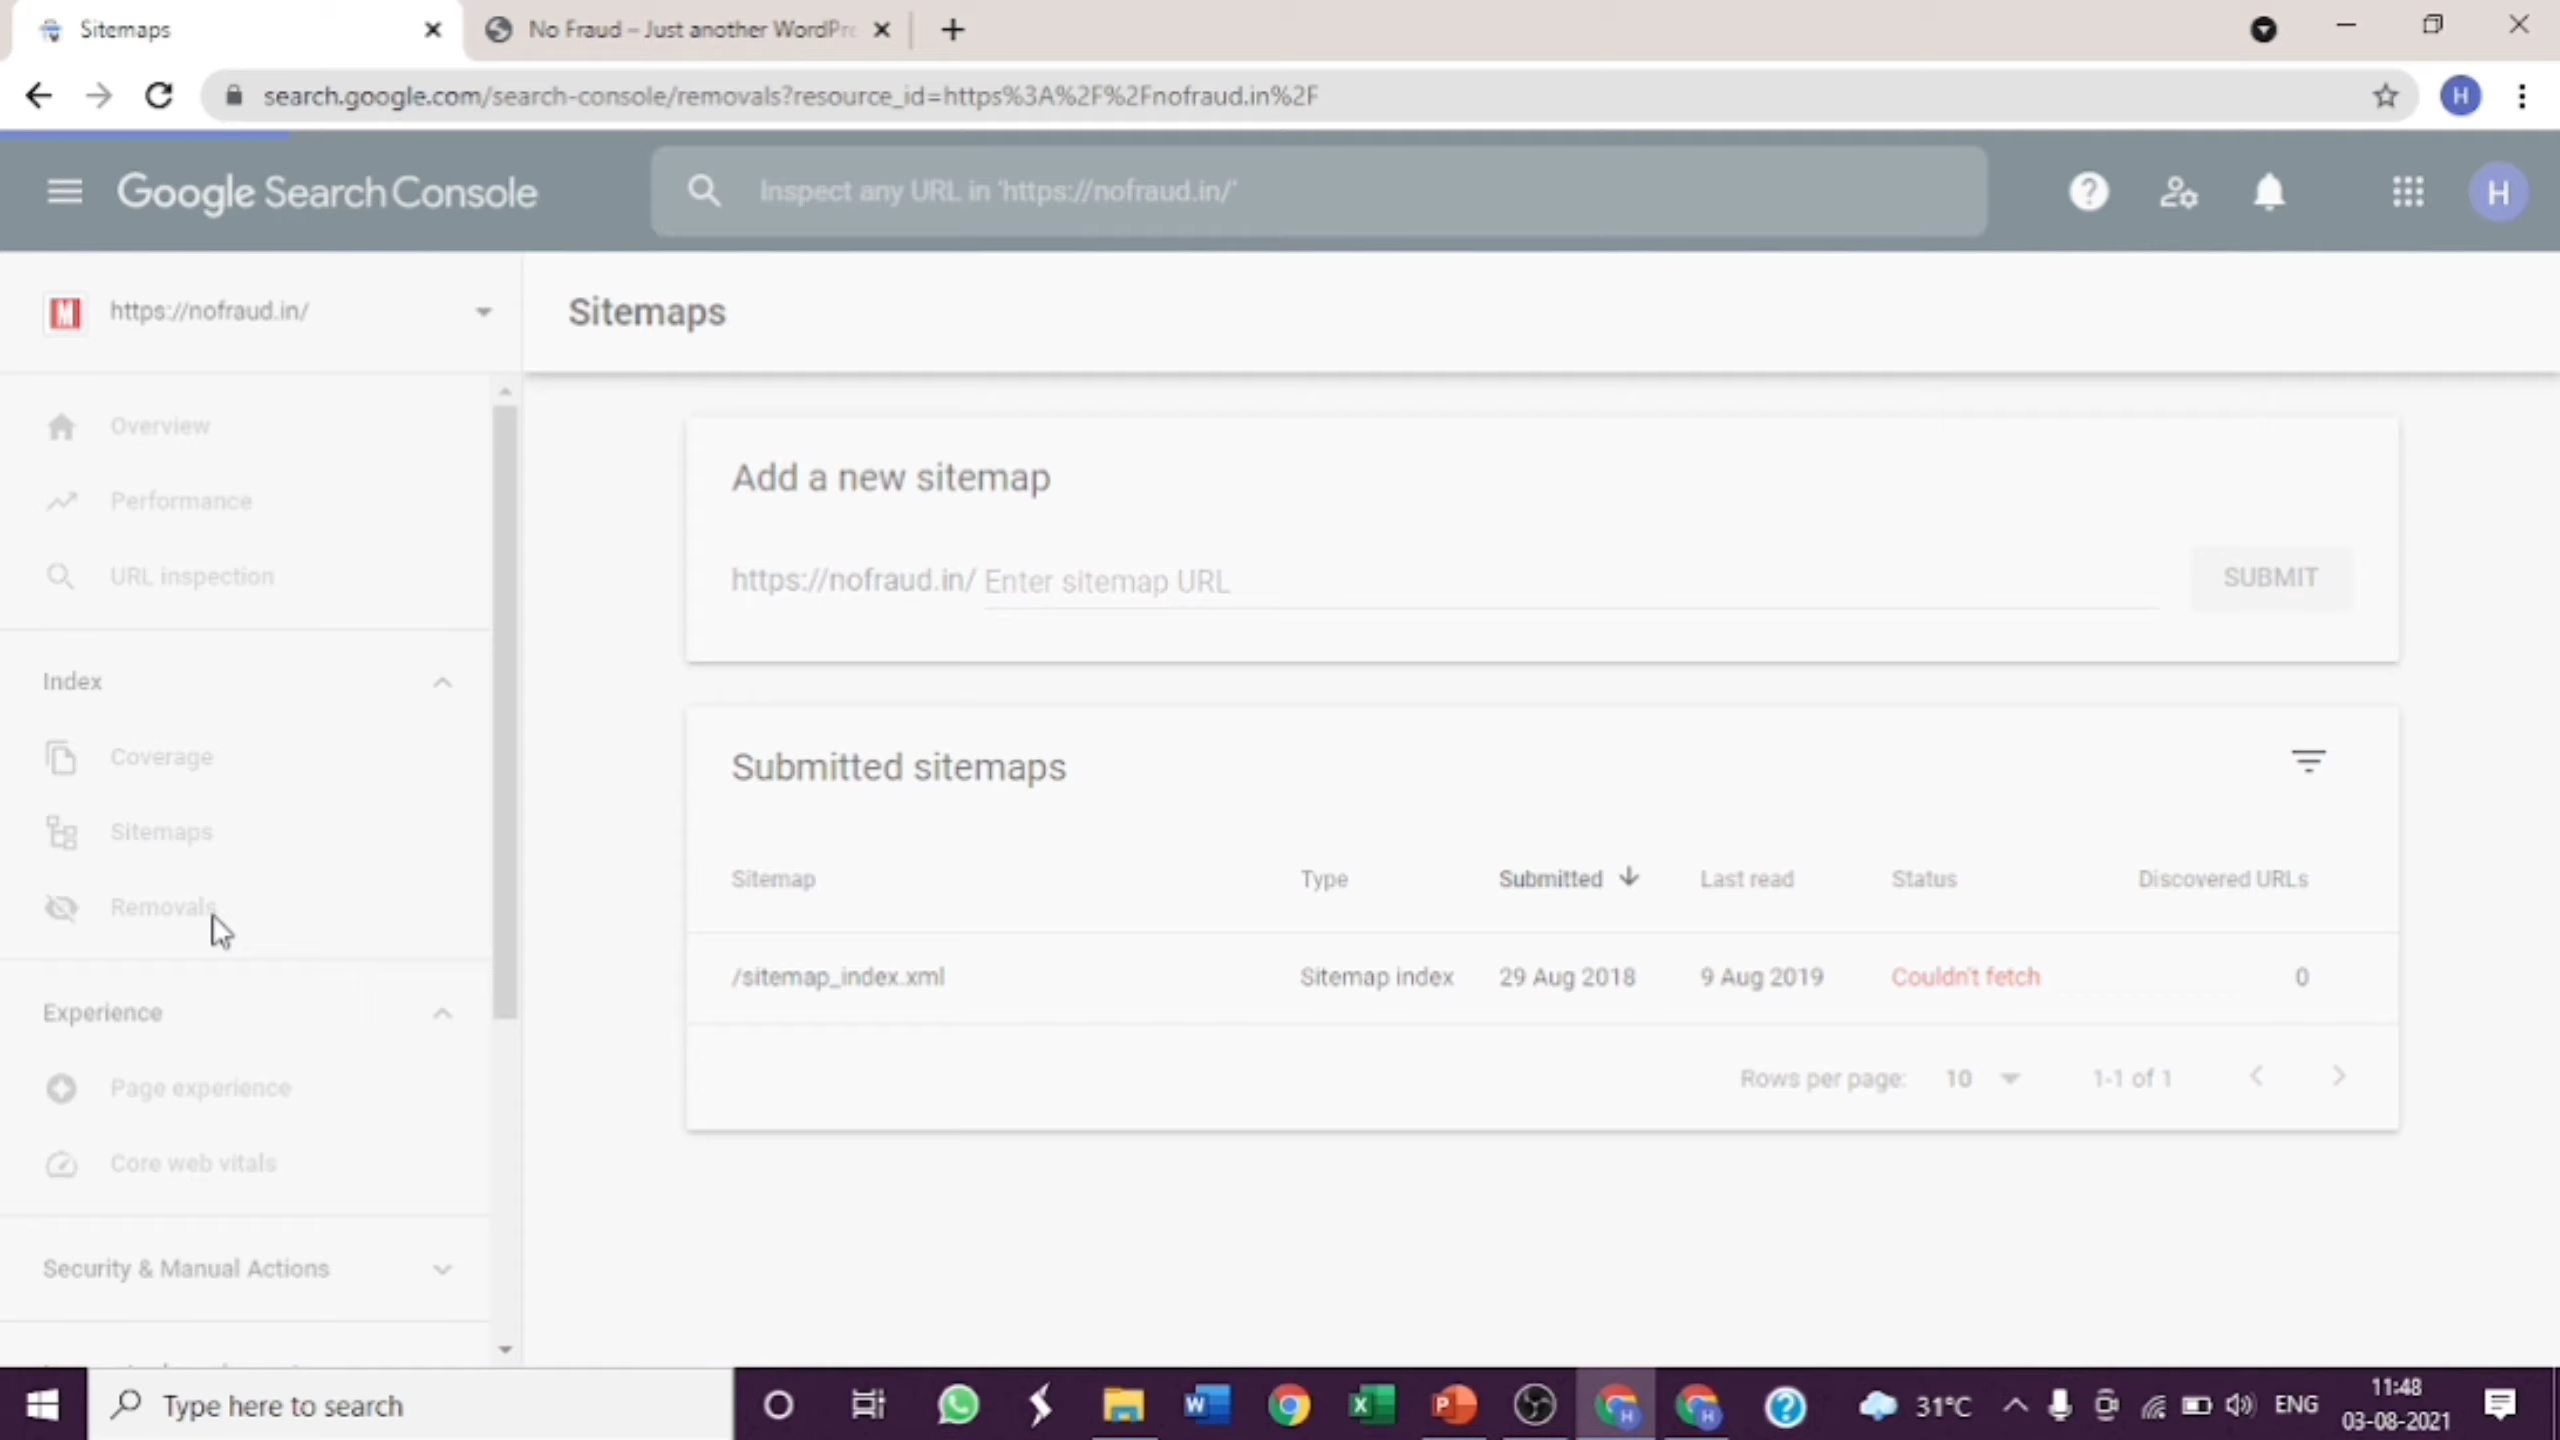 Sitemaps
No Fraud – Just another WordPre
search.google.com/search-console/removals?resource_id=https%3A%2F%2Fnofraud.in%2F
H
Google Search Console
Inspect any URL in 'https://nofraud.in/'
H
https://nofraud.in/
Sitemaps
Overview
Performance
URL inspection
Index
Coverage
Sitemaps
Removals
Experience
Page experience
Core web vitals
Security & Manual Actions
Add a new sitemap
https://nofraud.in/ Enter sitemap URL
SUBMIT
Submitted sitemaps
Sitemap Type Submitted Last read Status Discovered URLs
/sitemap_index.xml Sitemap index 29 Aug 2018 9 Aug 2019 Couldn't fetch 0
Rows per page: 10 1-1 of 1
Type here to search
31°C
ENG
11:48
03-08-2021